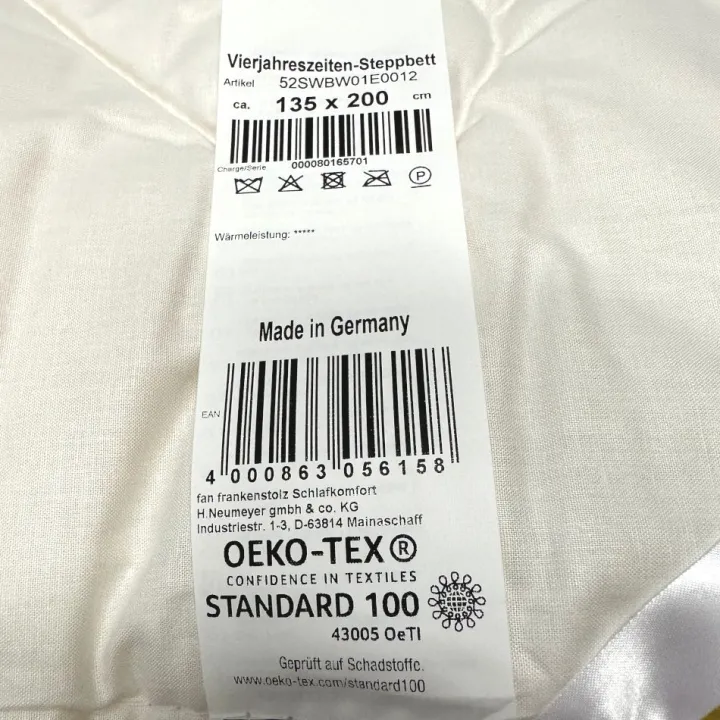 Vierjahreszeiten-Steppbett
Artikel 52SWBW01E0012
ca. 135 x 200 cm
Charge/Serie 000080165701
P
Wärmeleistung: *****
Made in Germany
EAN
4 000863 056158
fan frankenstolz Schlafkomfort
H.Neumeyer gmbh & co. KG
Industriestr. 1-3, D-63814 Mainaschaff
OEKO-TEX®
CONFIDENCE IN TEXTILES
STANDARD 100
43005 OeTI
Geprüft auf Schadstoffe.
www.oeko-tex.com/standard100